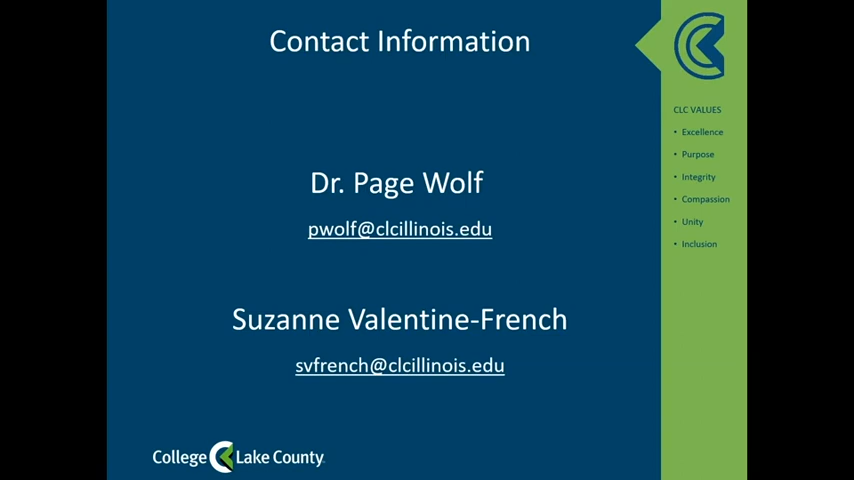 Contact Information
Dr. Page Wolf
pwolf@clcillinois.edu
Suzanne Valentine-French
svfrench@clcillinois.edu
College Lake County
CLC VALUES
• Excellence
• Purpose
• Integrity
• Compassion
• Unity
• Inclusion